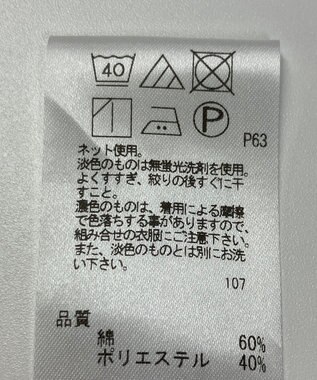 40
P
P63
ネット使用。
淡色のものは無蛍光洗剤を使用。
よくすすぎ、絞りの後すぐに干
すこと。
濃色のものは、着用による摩擦
で色落ちする事がありますので、
組み合せの衣服にご注意下さい。
また、淡色のものとは別にお洗
い下さい。
107
品質
綿 60%
ポリエステル 40%